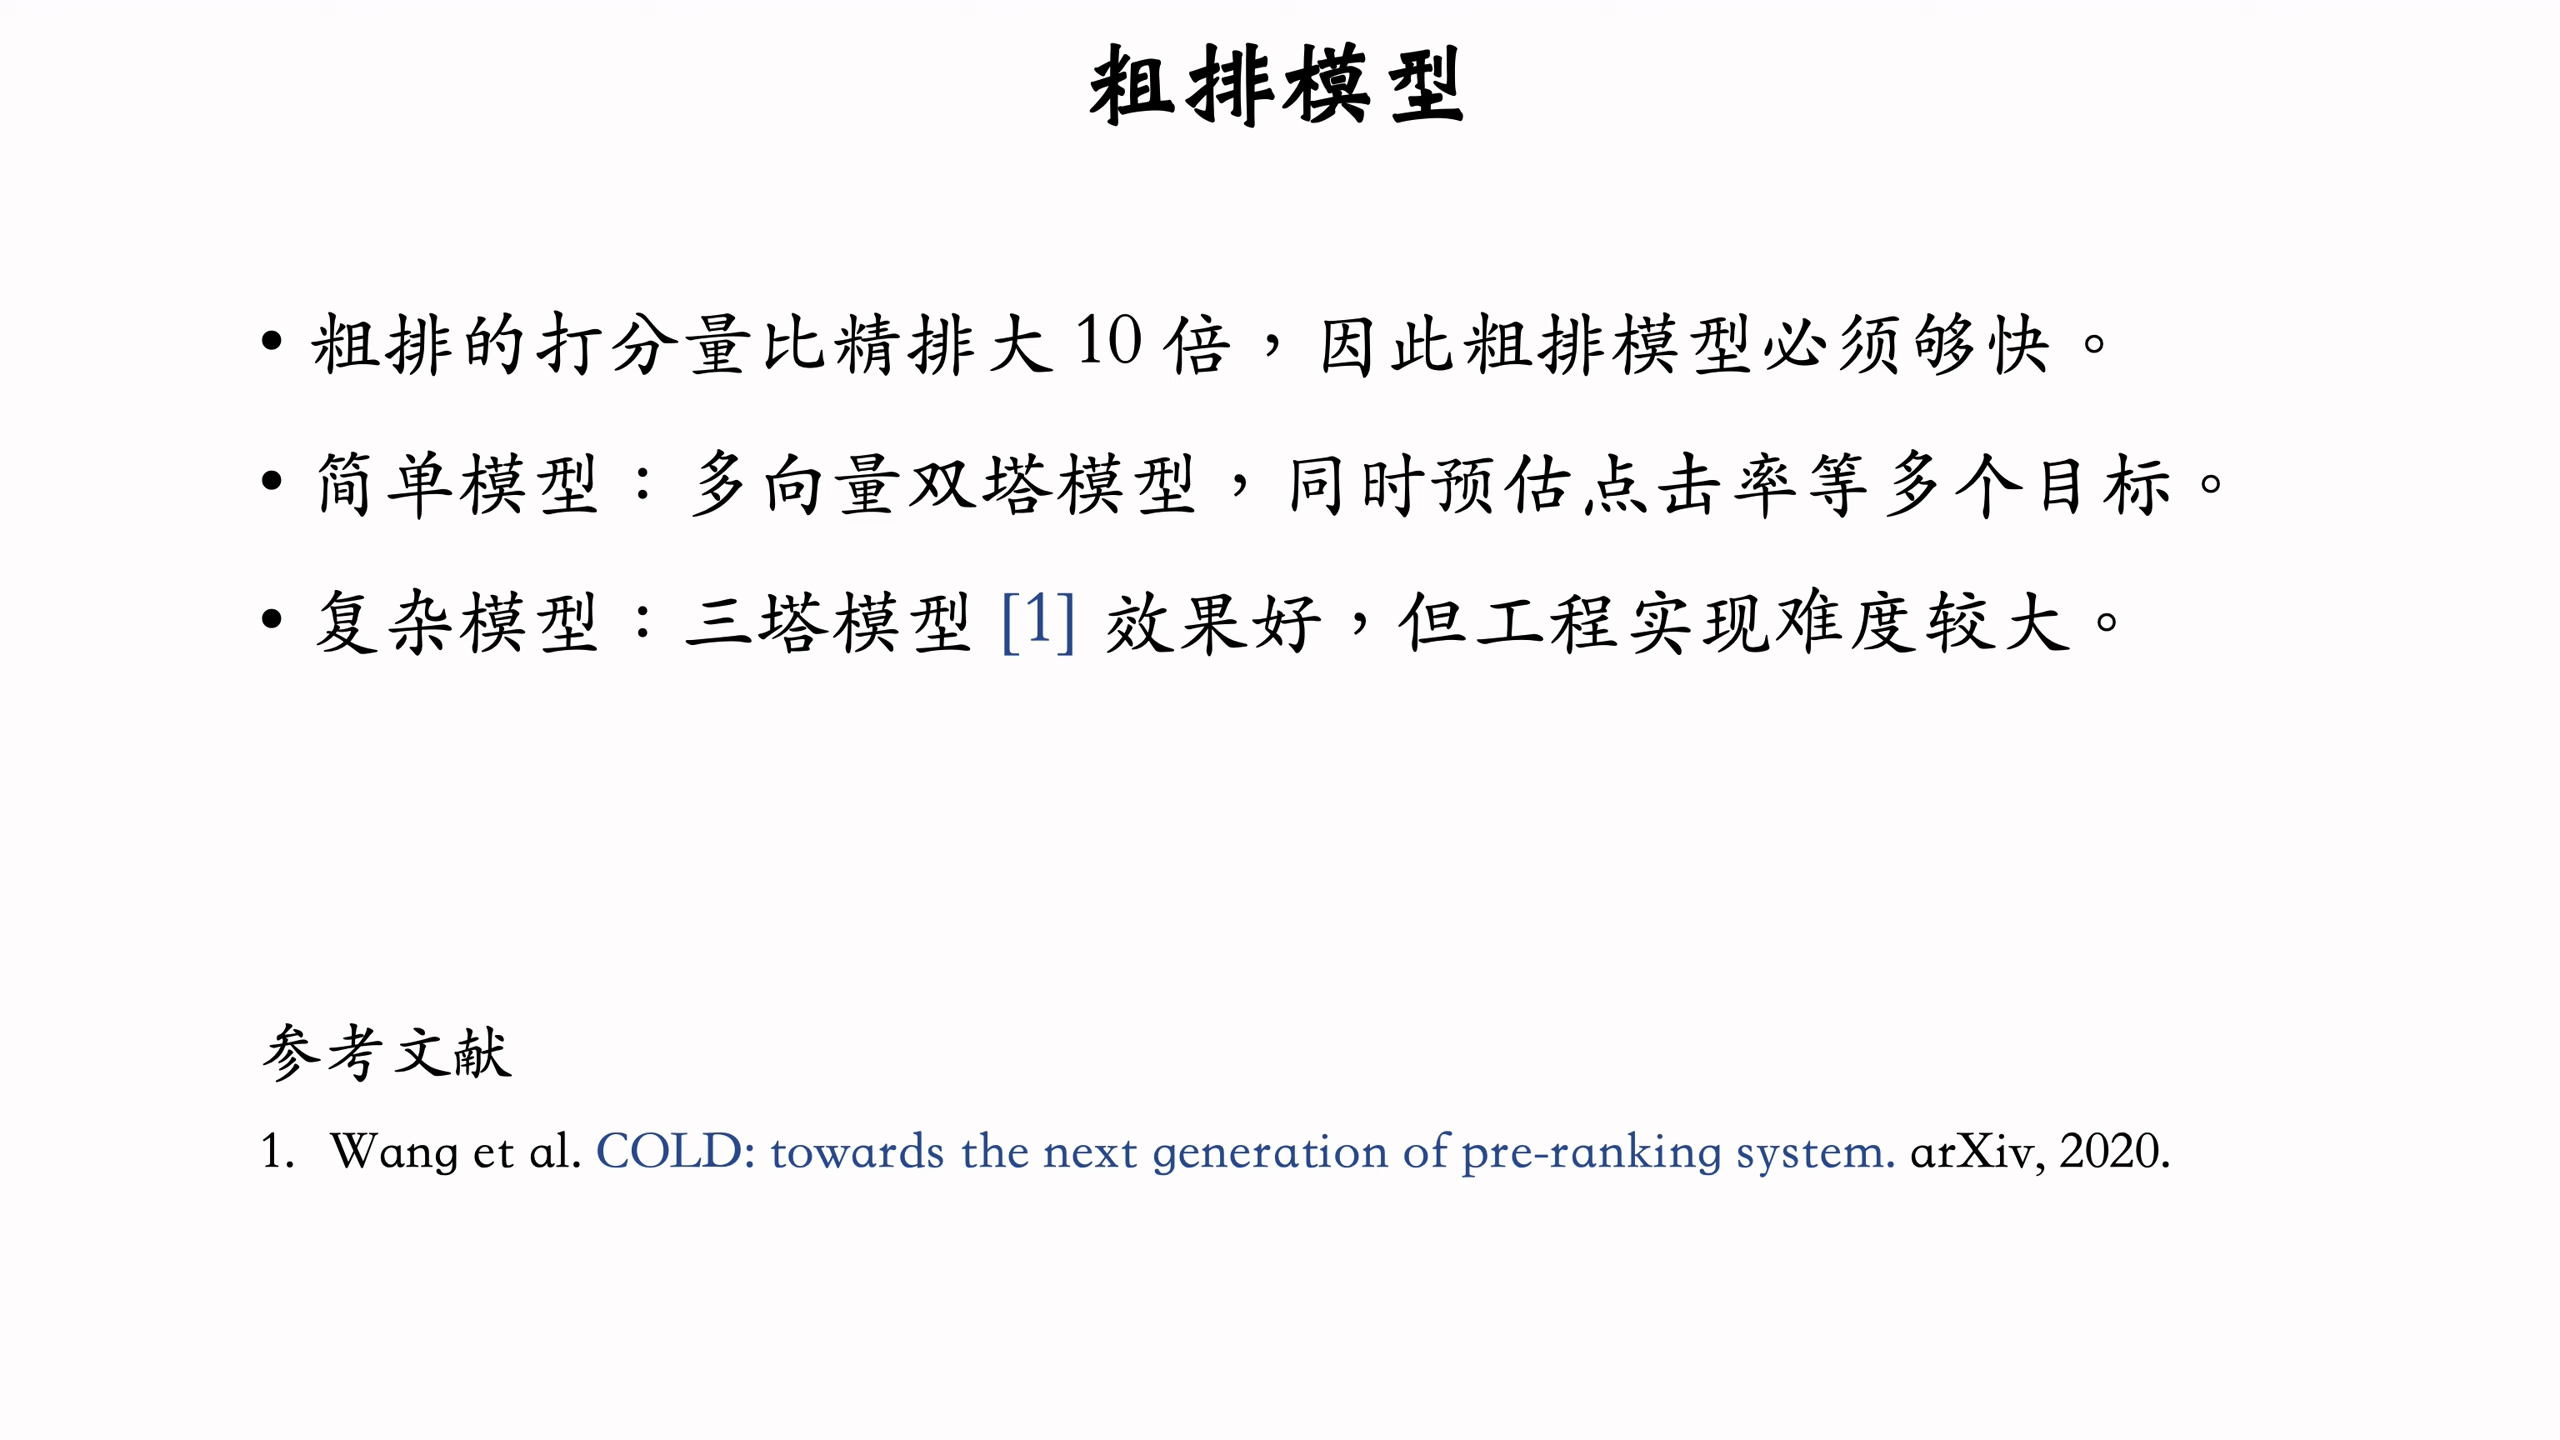 粗排模型
• 粗排的打分量比精排大 10 倍，因此粗排模型必须够快。
• 简单模型：多向量双塔模型，同时预估点击率等多个目标。
• 复杂模型：三塔模型 [1] 效果好，但工程实现难度较大。
参考文献
1. Wang et al. COLD: towards the next generation of pre-ranking system. arXiv, 2020.